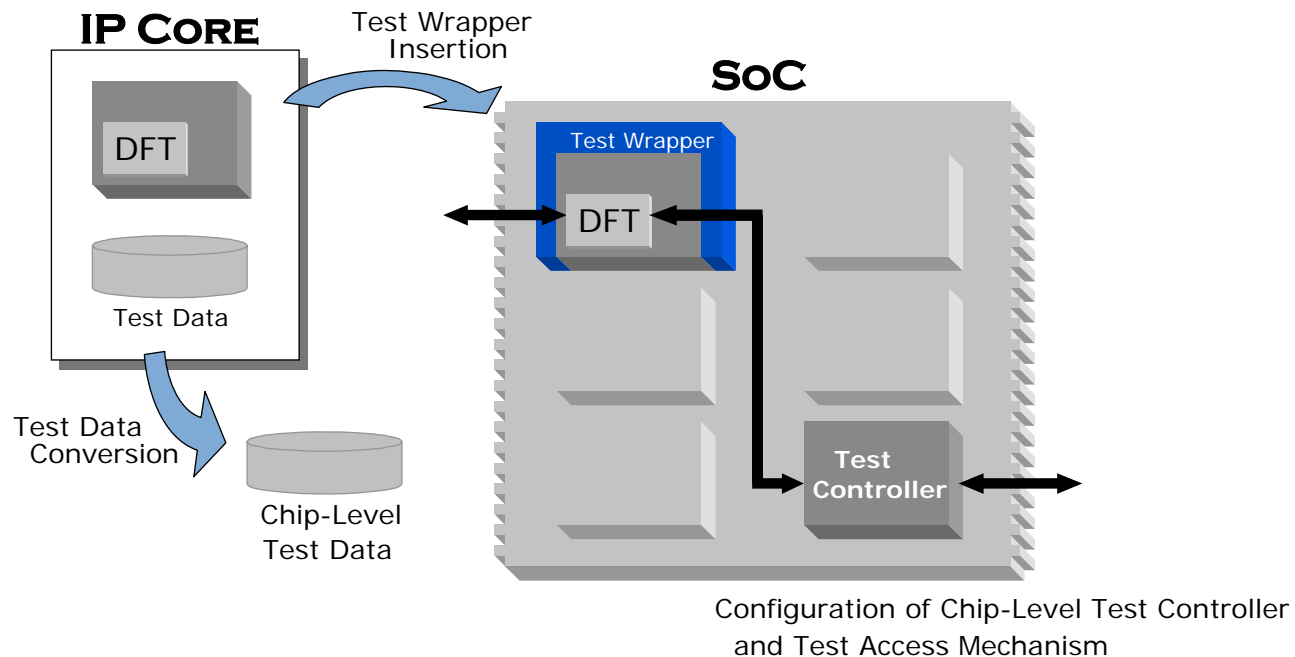 IP CORE
Test Wrapper
Insertion
SoC
DFT
Test Wrapper
DFT
Test Data
Test Data
Conversion
Chip-Level
Test Data
Test
Controller
Configuration of Chip-Level Test Controller
and Test Access Mechanism